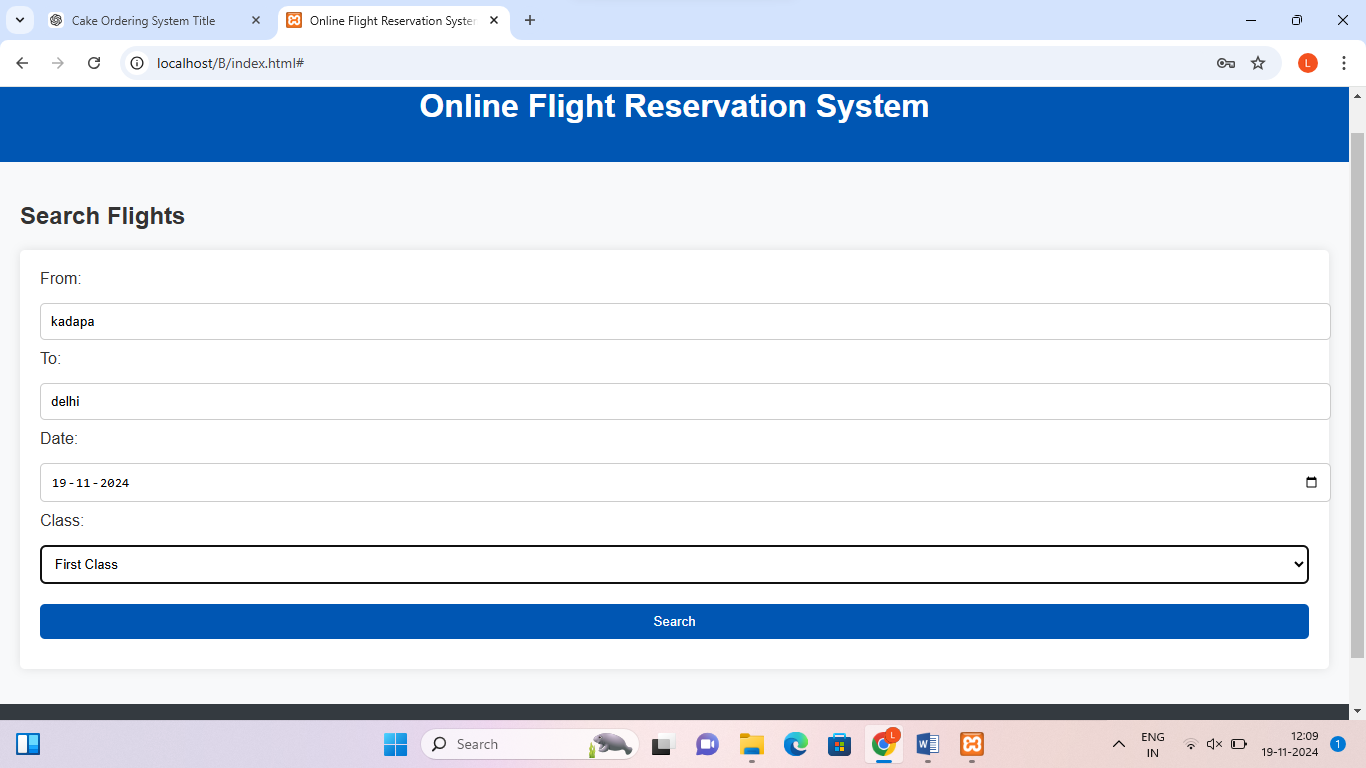 Cake Ordering System Title
Online Flight Reservation System
localhost/B/index.html#
L
Online Flight Reservation System
Search Flights
From:
kadapa
To:
delhi
Date:
19-11-2024
Class:
First Class
Search
Search
L
W
ENG
IN
12:09
19-11-2024
1